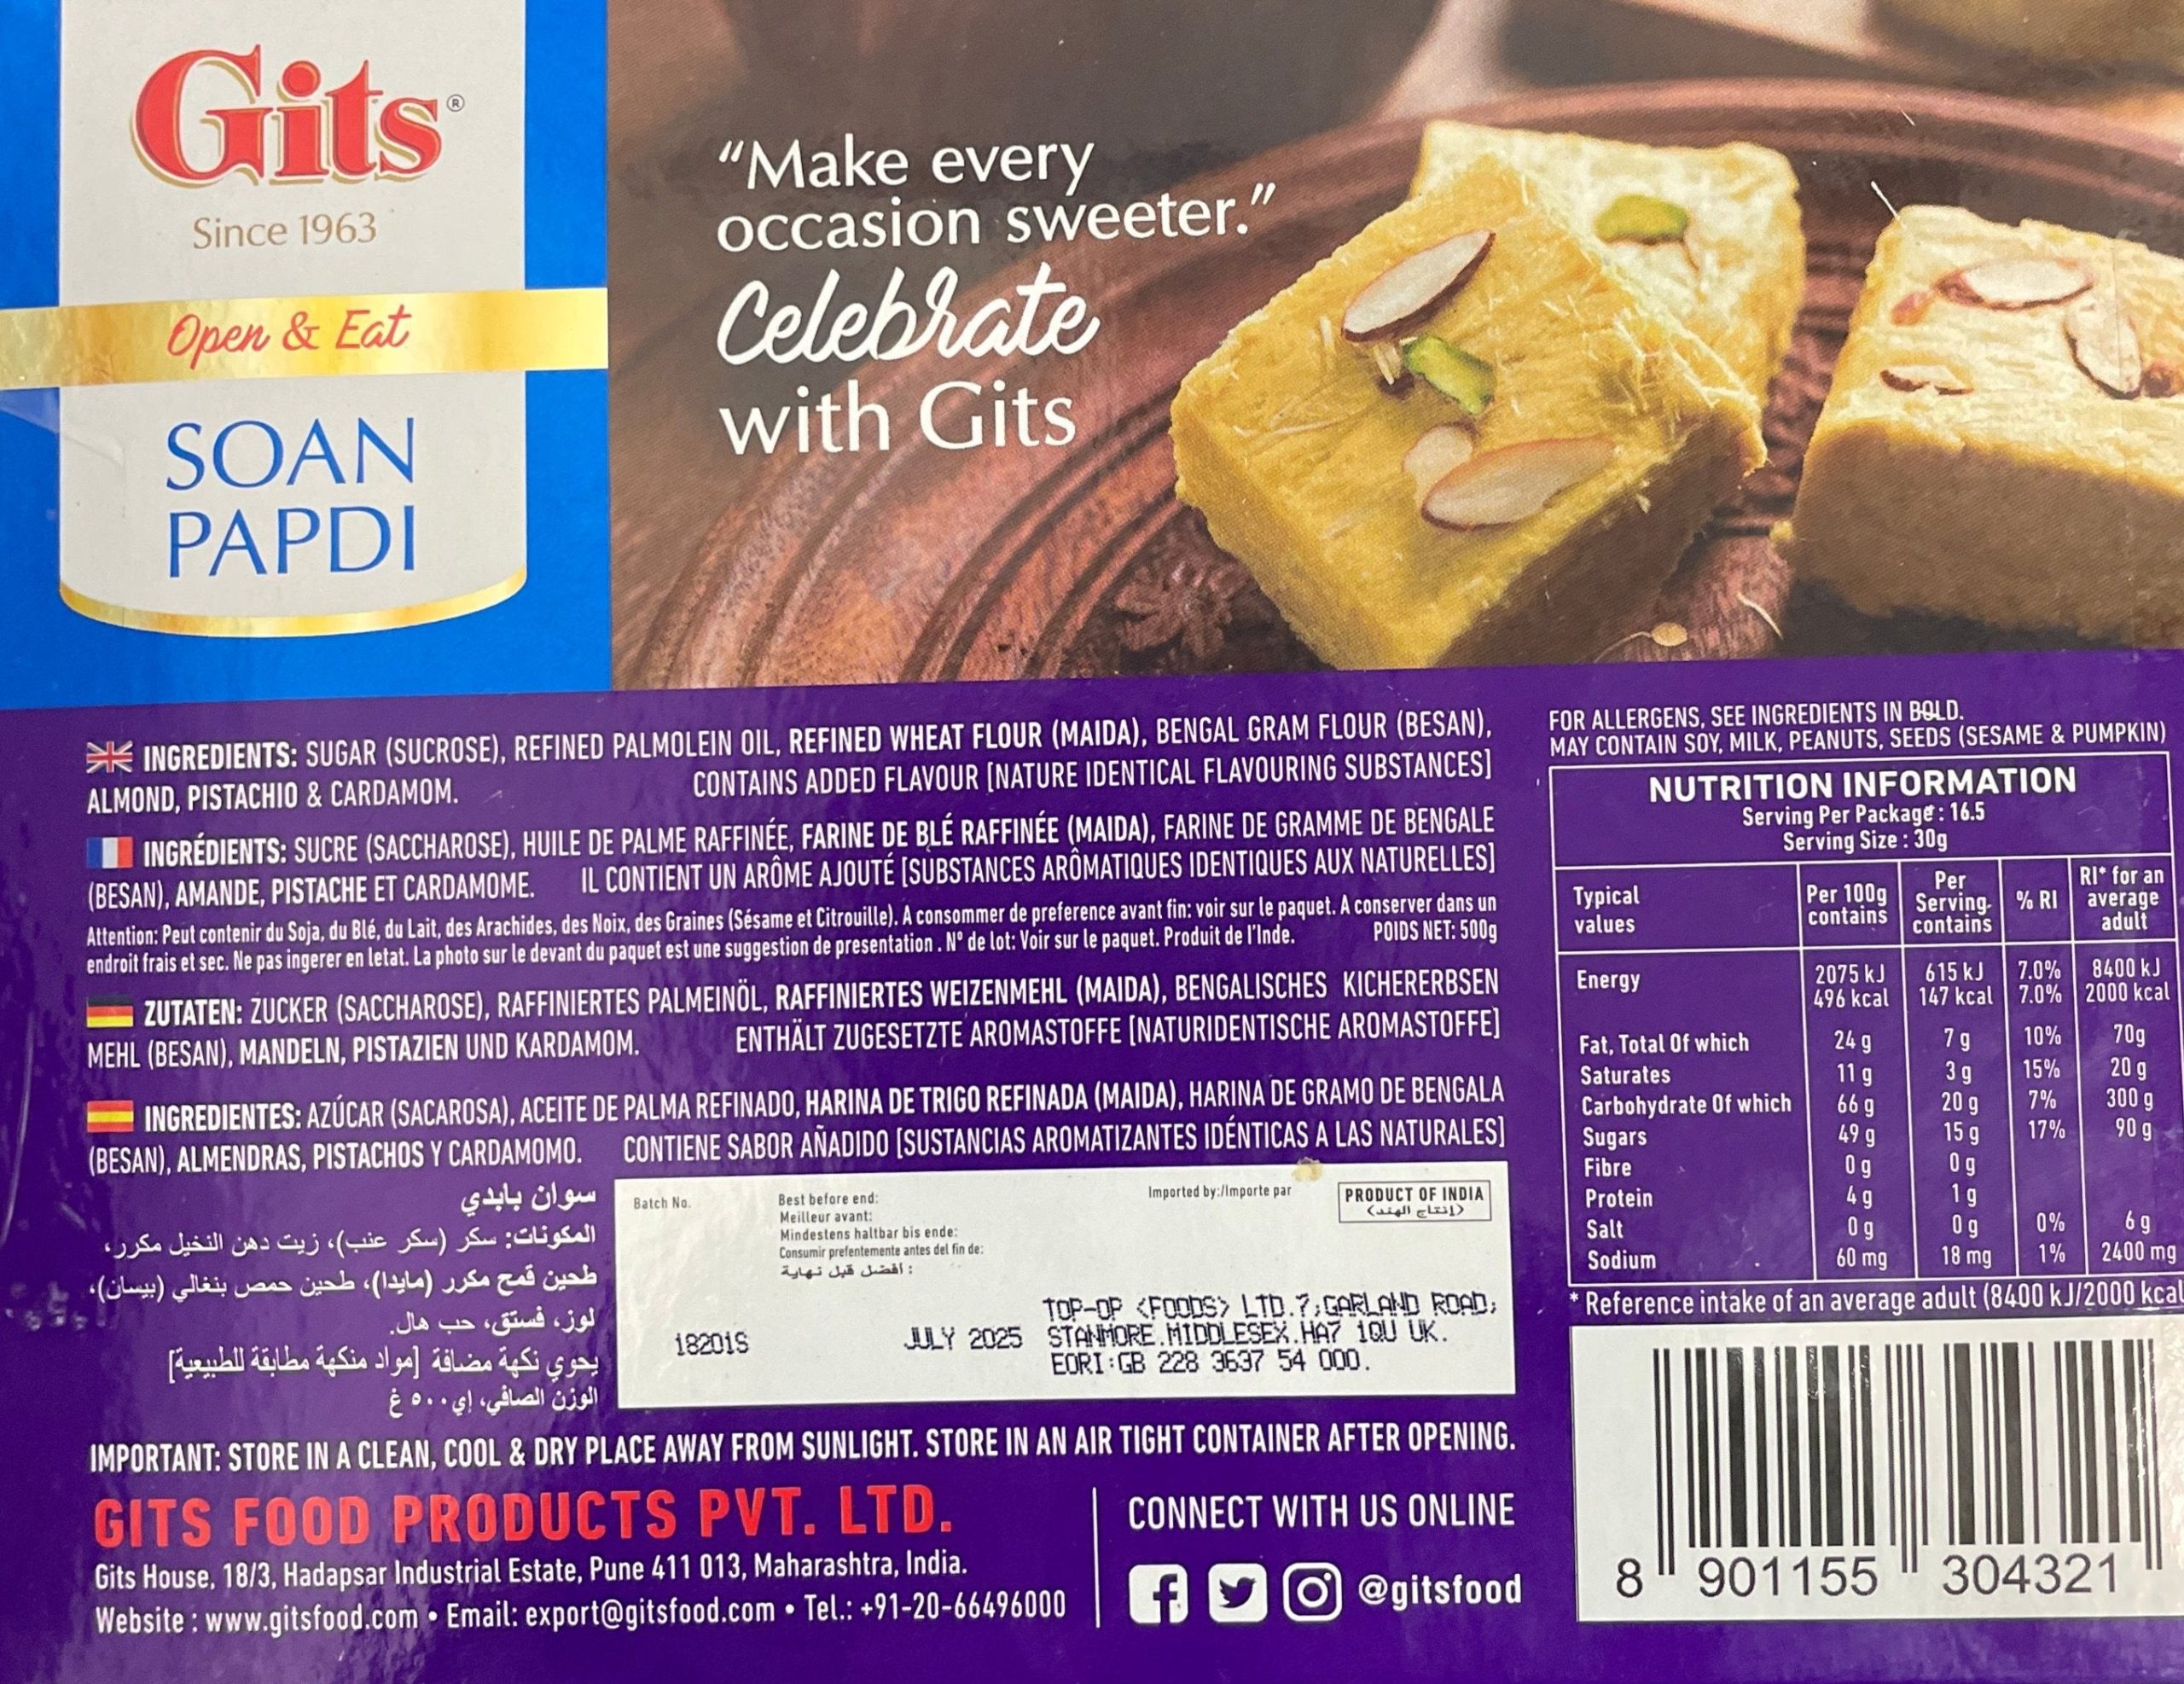 Gits®
Since 1963
Open & Eat
SOAN
PAPDI
“Make every
occasion sweeter.”
Celebrate
with Gits
INGREDIENTS: SUGAR (SUCROSE), REFINED PALMOLEIN OIL, REFINED WHEAT FLOUR (MAIDA), BENGAL GRAM FLOUR (BESAN),
ALMOND, PISTACHIO & CARDAMOM. CONTAINS ADDED FLAVOUR [NATURE IDENTICAL FLAVOURING SUBSTANCES]
INGRÉDIENTS: SUCRE (SACCHAROSE), HUILE DE PALME RAFFINÉE, FARINE DE BLÉ RAFFINÉE (MAIDA), FARINE DE GRAMME DE BENGALE
(BESAN), AMANDE, PISTACHE ET CARDAMOME. IL CONTIENT UN ARÔME AJOUTÉ [SUBSTANCES ARÔMATIQUES IDENTIQUES AUX NATURELLES]
Attention: Peut contenir du Soja, du Blé, du Lait, des Arachides, des Noix, des Graines (Sésame et Citrouille). A consommer de preference avant fin: voir sur le paquet. A conserver dans un
endroit frais et sec. Ne pas ingerer en letat. La photo sur le devant du paquet est une suggestion de presentation. N° de lot: Voir sur le paquet. Produit de l'Inde. POIDS NET: 500g
ZUTATEN: ZUCKER (SACCHAROSE), RAFFINIERTES PALMEINÖL, RAFFINIERTES WEIZENMEHL (MAIDA), BENGALISCHES KICHERERBSEN
MEHL (BESAN), MANDELN, PISTAZIEN UND KARDAMOM. ENTHÄLT ZUGESETZTE AROMASTOFFE [NATURIDENTISCHE AROMASTOFFE]
INGREDIENTES: AZÚCAR (SACAROSA), ACEITE DE PALMA REFINADO, HARINA DE TRIGO REFINADA (MAIDA), HARINA DE GRAMO DE BENGALA
(BESAN), ALMENDRAS, PISTACHOS Y CARDAMOMO. CONTIENE SABOR AÑADIDO [SUSTANCIAS AROMATIZANTES IDÉNTICAS A LAS NATURALES]
سوان بابدي
المكونات: سكر (سكر عنب)، زيت دهن النخيل مكرر،
طحين قمح مكرر (مايدا)، طحين حمص بنغالي (بيسان)،
لوز، فستق، حب هال.
يحوي نكهة مضافة [مواد منكهة مطابقة للطبيعية]
الوزن الصافي، إي ٥٠٠ غ
Batch No.
18201S
Best before end:
Meilleur avant:
Mindestens haltbar bis ende:
Consumir prefentemente antes del fin de:
أفضل قبل نهاية :
JULY 2025
Imported by:/Importe par
PRODUCT OF INDIA
(إنتاج الهند)
TOP-OP <FOODS> LTD.7,GARLAND ROAD,
STANMORE.MIDDLESEX.HA7 1QU UK.
EORI:GB 228 3637 54 000.
IMPORTANT: STORE IN A CLEAN, COOL & DRY PLACE AWAY FROM SUNLIGHT. STORE IN AN AIR TIGHT CONTAINER AFTER OPENING.
GITS FOOD PRODUCTS PVT. LTD.
Gits House, 18/3, Hadapsar Industrial Estate, Pune 411 013, Maharashtra, India.
Website : www.gitsfood.com • Email: export@gitsfood.com • Tel.: +91-20-66496000
CONNECT WITH US ONLINE
@gitsfood
FOR ALLERGENS, SEE INGREDIENTS IN BOLD.
MAY CONTAIN SOY, MILK, PEANUTS, SEEDS (SESAME & PUMPKIN)
NUTRITION INFORMATION
Serving Per Package : 16.5
Serving Size : 30g
Typical values Per 100g contains Per Serving contains % RI RI* for an average adult
Energy 2075 kJ 615 kJ 7.0% 8400 kJ
496 kcal 147 kcal 7.0% 2000 kcal
Fat, Total Of which 24 g 7 g 10% 70g
Saturates 11 g 3 g 15% 20 g
Carbohydrate Of which 66 g 20 g 7% 300 g
Sugars 49 g 15 g 17% 90 g
Fibre 0 g 0 g
Protein 4 g 1 g
Salt 0 g 0 g 0% 6 g
Sodium 60 mg 18 mg 1% 2400 mg
* Reference intake of an average adult (8400 kJ/2000 kcal
8 901155 304321